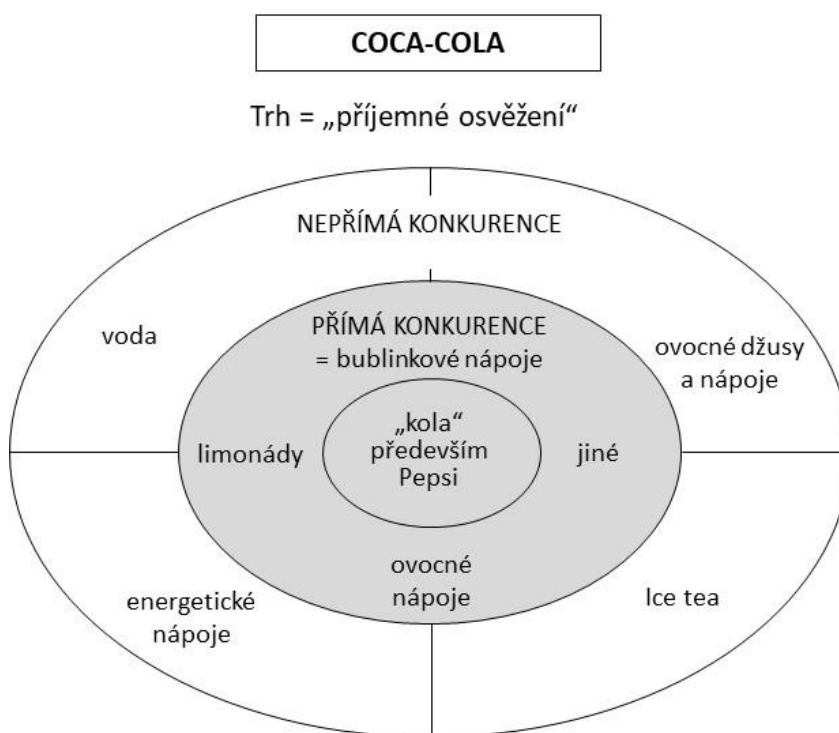 COCA-COLA
Trh = „příjemné osvěžení“
NEPŘÍMÁ KONKURENCE
voda
ovocné džusy
a nápoje
PŘÍMÁ KONKURENCE
= bublinkové nápoje
limonády
„kola“
především
Pepsi
jiné
ovocné
nápoje
energetické
nápoje
Ice tea